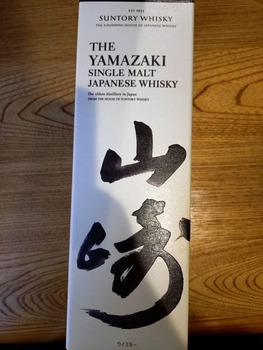 EST 1923
SUNTORY WHISKY
THE FOUNDING HOUSE OF JAPANESE WHISKY
THE
YAMAZAKI
SINGLE MALT
JAPANESE WHISKY
The oldest distillery in Japan
FROM THE HOUSE OF SUNTORY WHISKY
山崎
ウイスキー